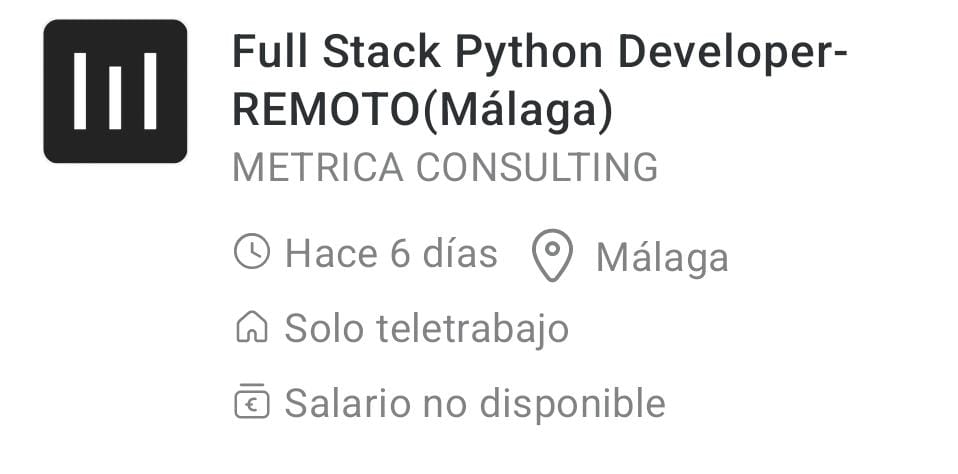 Full Stack Python Developer-
REMOTO(Málaga)
METRICA CONSULTING
Hace 6 días Málaga
Solo teletrabajo
Salario no disponible